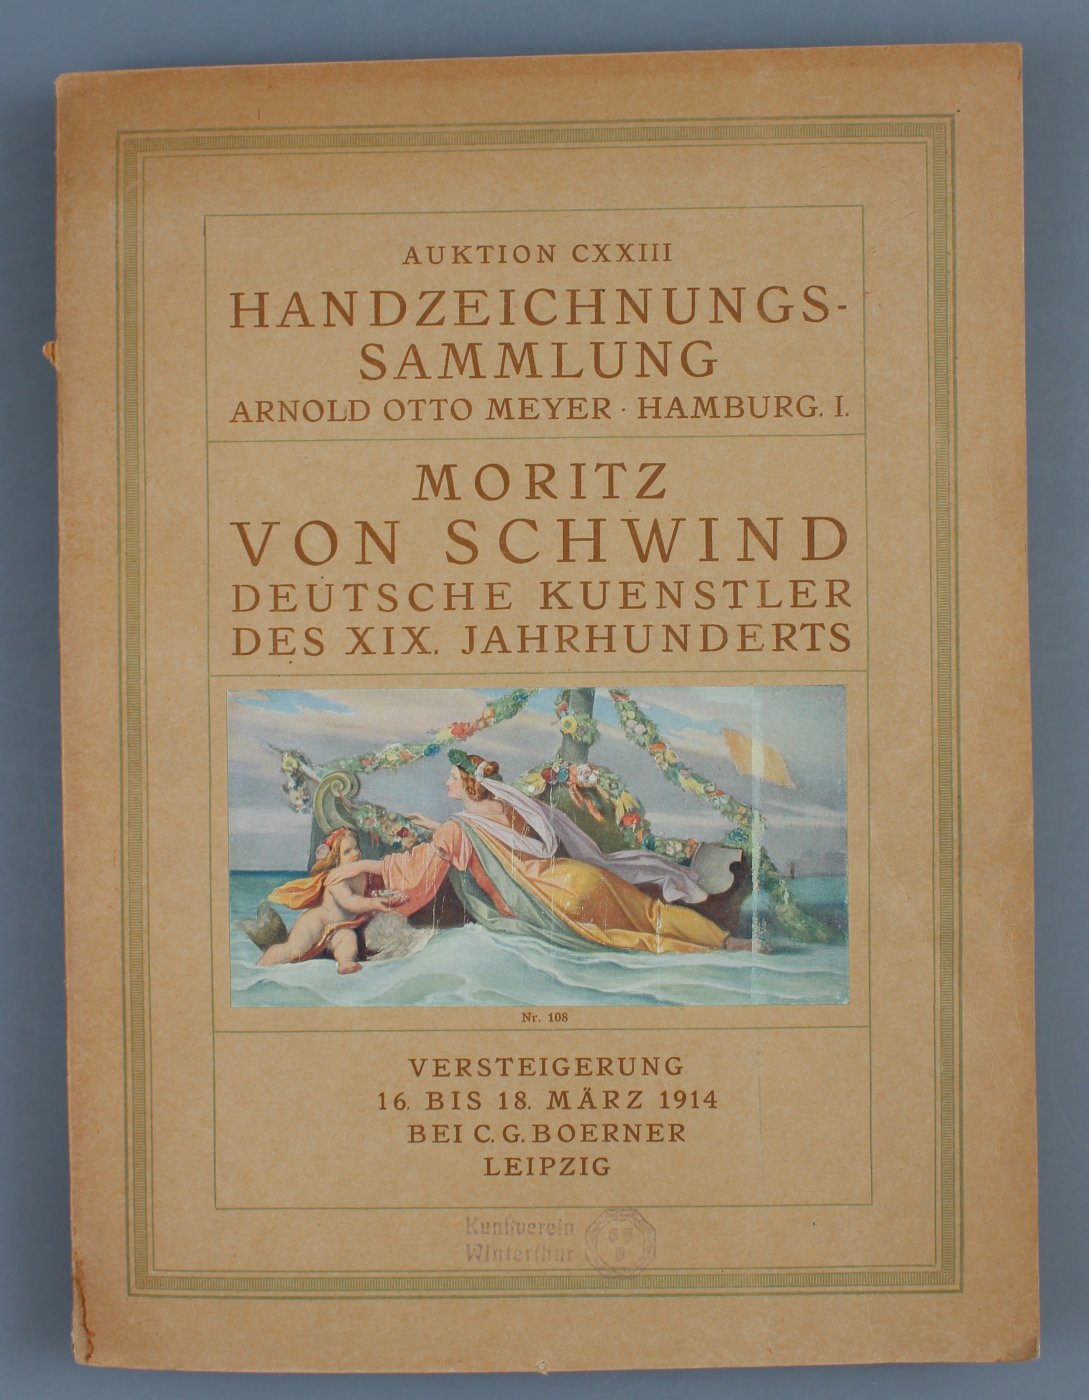 AUKTION CXXIII
HANDZEICHNUNGS-
SAMMLUNG
ARNOLD OTTO MEYER · HAMBURG. I.
MORITZ
VON SCHWIND
DEUTSCHE KUENSTLER
DES XIX. JAHRHUNDERTS
Nr. 108
VERSTEIGERUNG
16. BIS 18. MÄRZ 1914
BEI C. G. BOERNER
LEIPZIG
Kunstverein
Winterthur